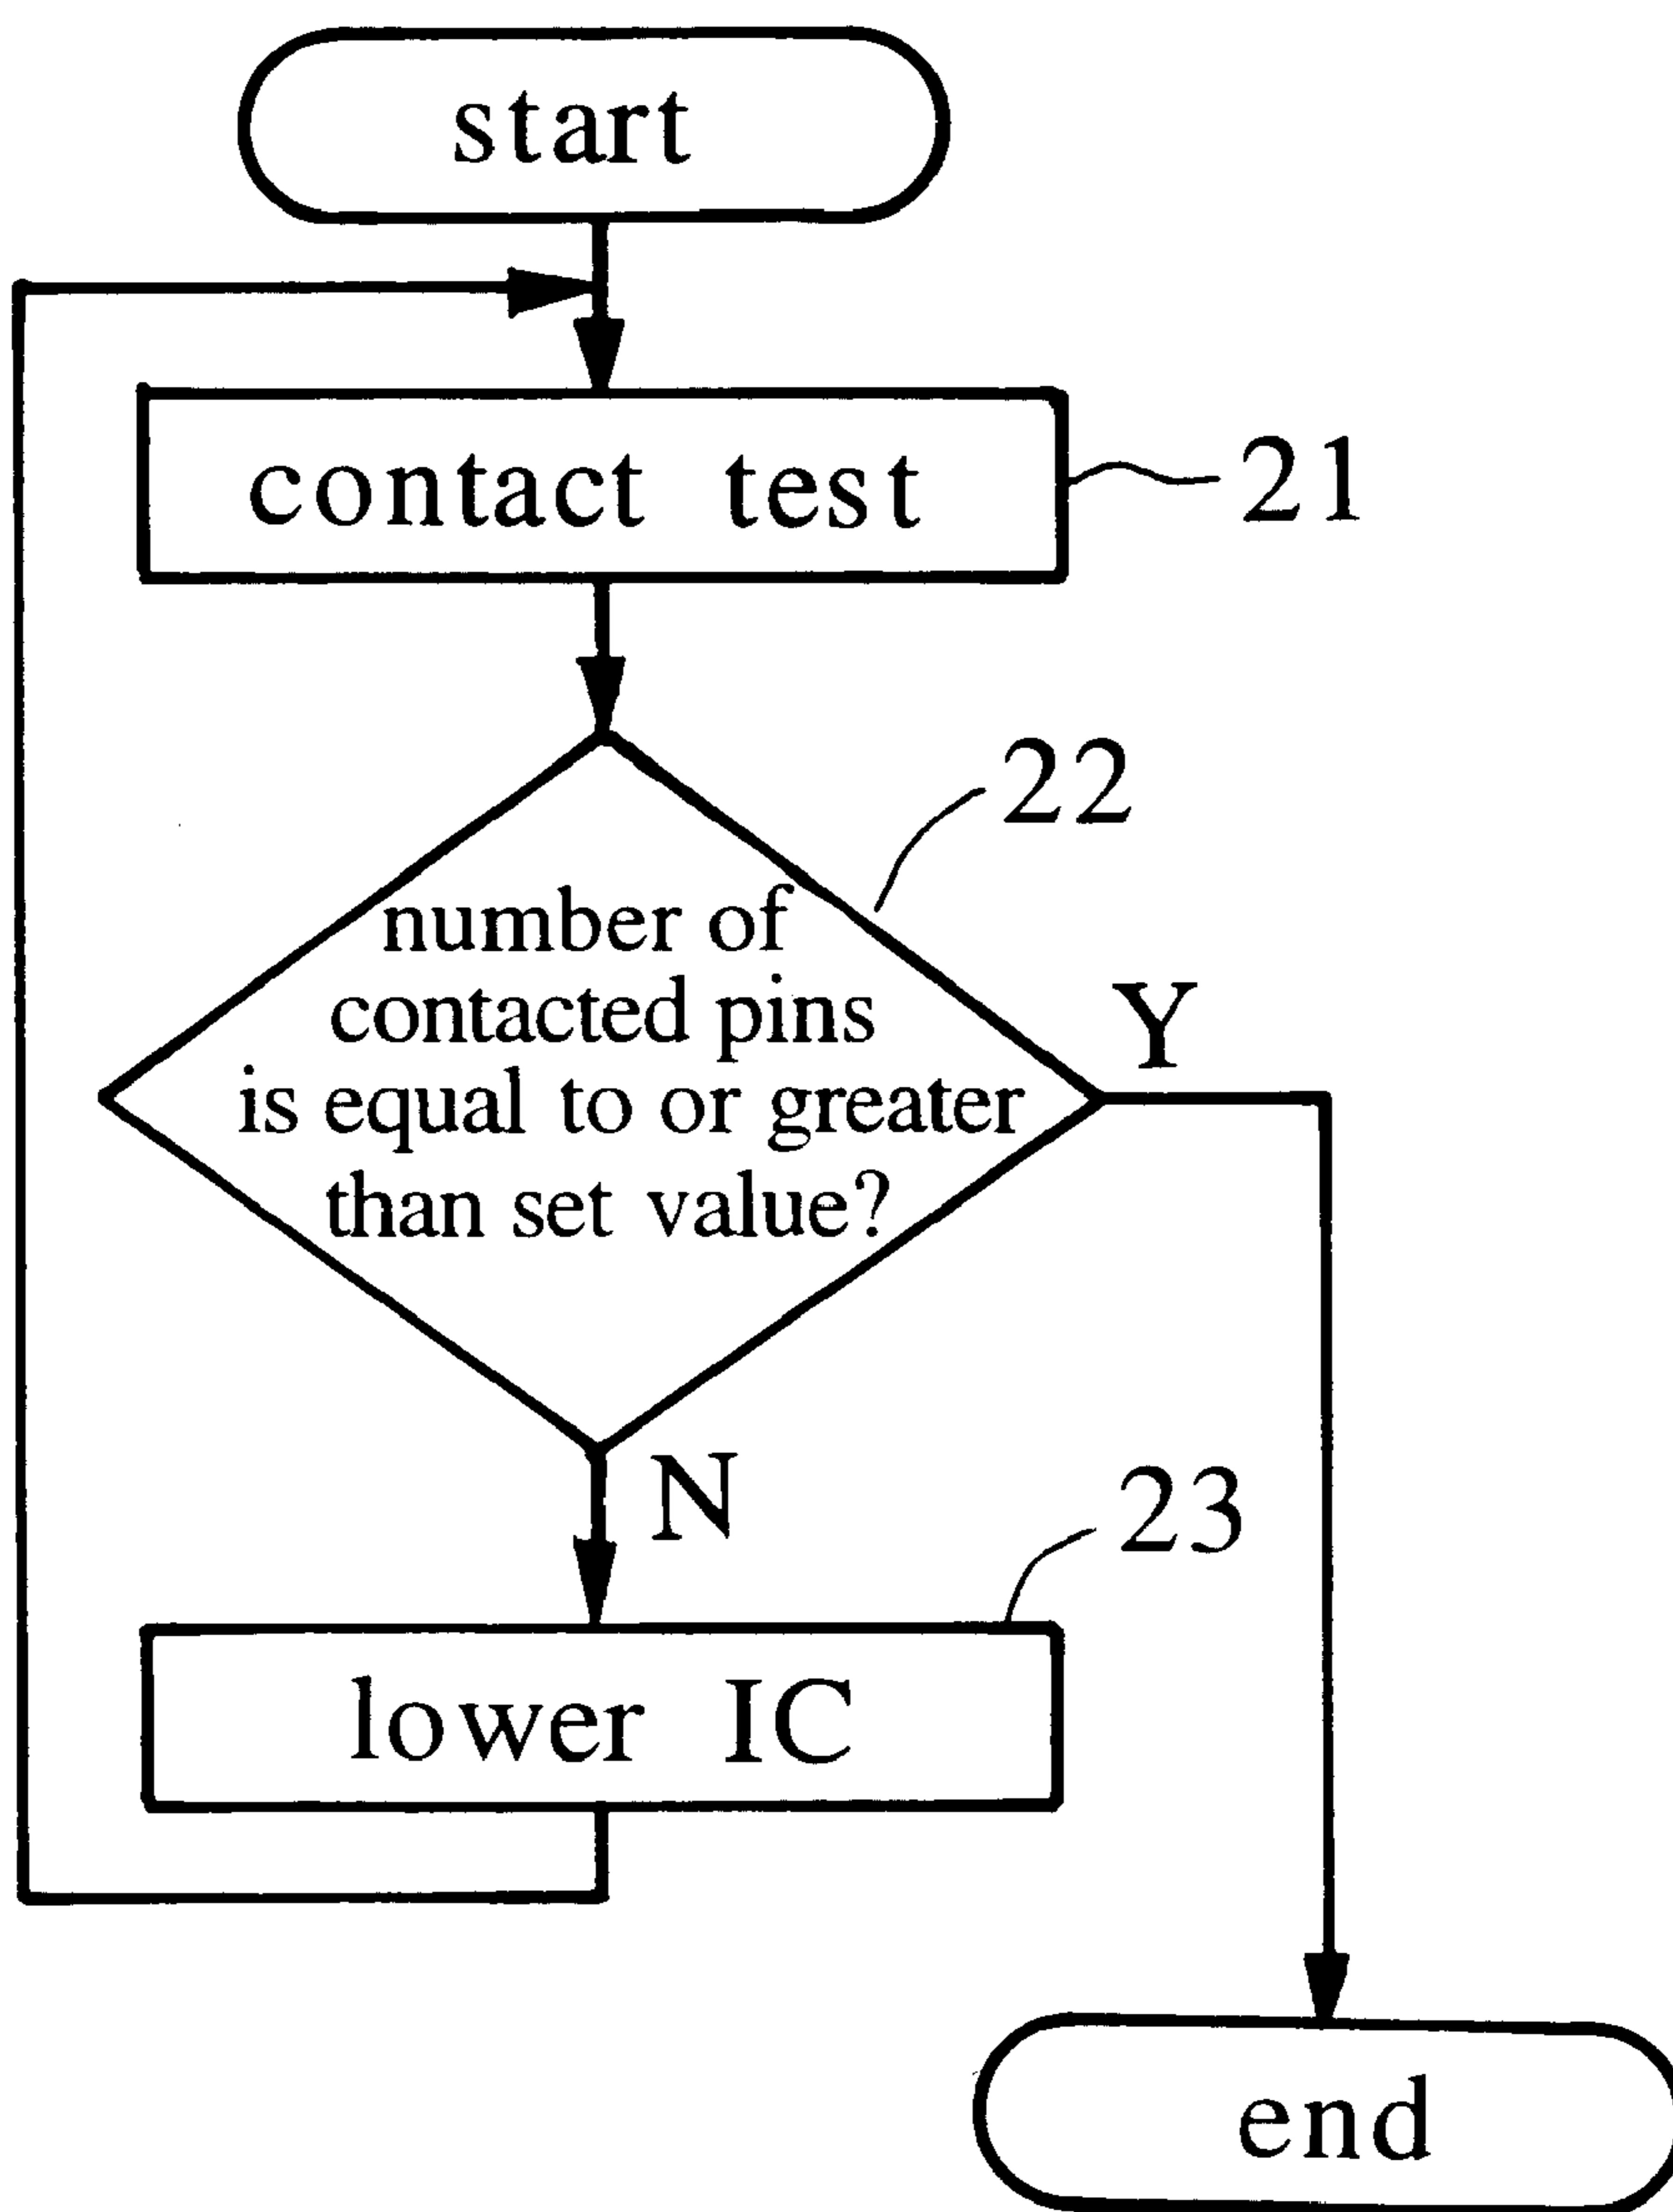 start
contact test
21
22
number of
contacted pins
is equal to or greater
than set value?
Y
N
23
lower IC
end